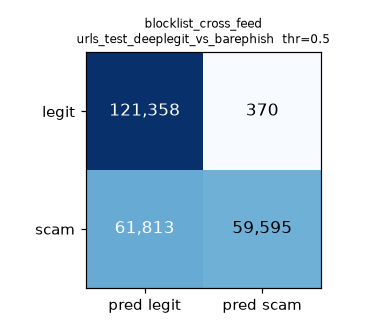 blocklist_cross_feed
urls_test_deeplegit_vs_barephish  thr=0.5
legit
121,358
370
scam
61,813
59,595
pred legit
pred scam